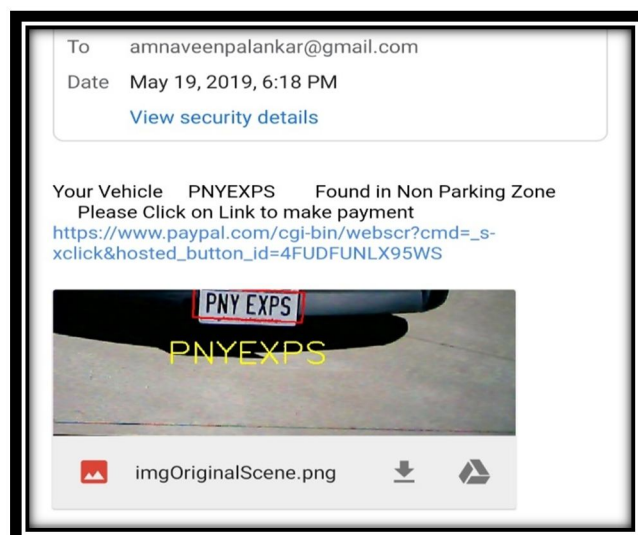 To amnaveenpalankar@gmail.com
Date May 19, 2019, 6:18 PM
View security details
Your Vehicle PNYEXPS Found in Non Parking Zone
Please Click on Link to make payment
https://www.paypal.com/cgi-bin/webscr?cmd=_s-
xclick&hosted_button_id=4FUDFUNLX95WS
PNY EXPS
PNYEXPS
imgOriginalScene.png